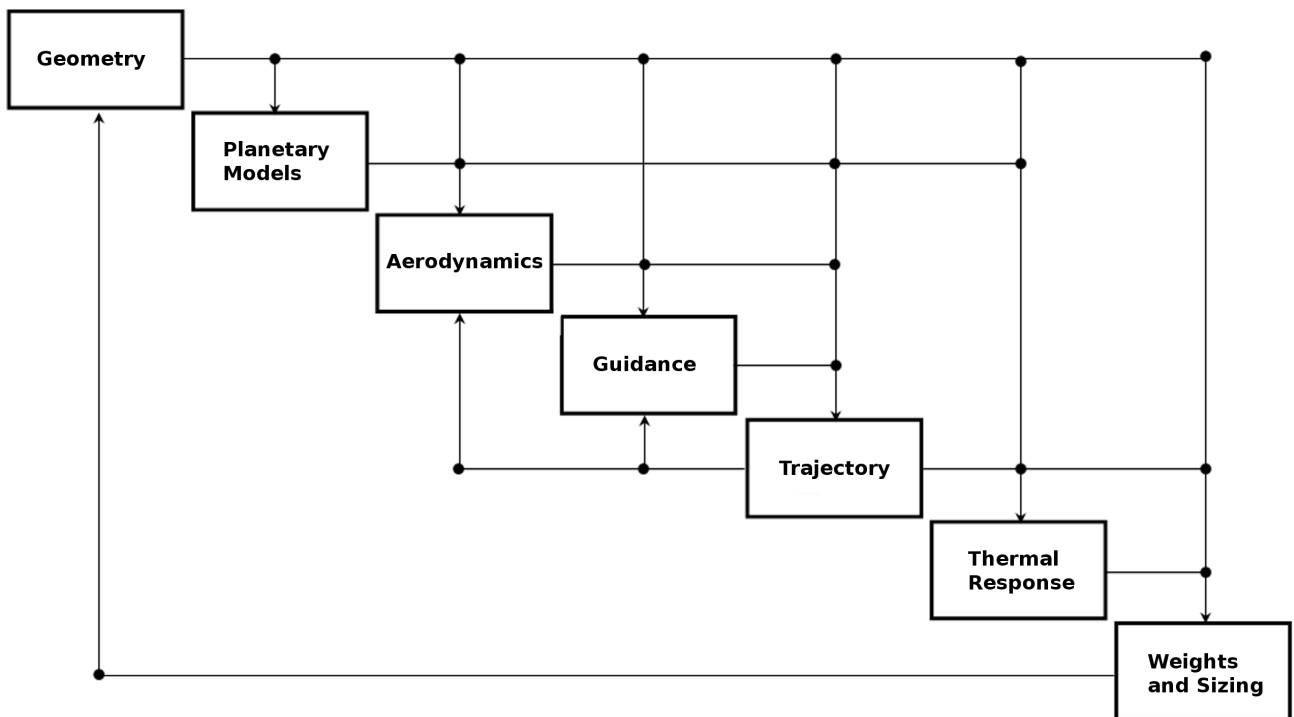 Geometry
Planetary
Models
Aerodynamics
Guidance
Trajectory
Thermal
Response
Weights
and Sizing